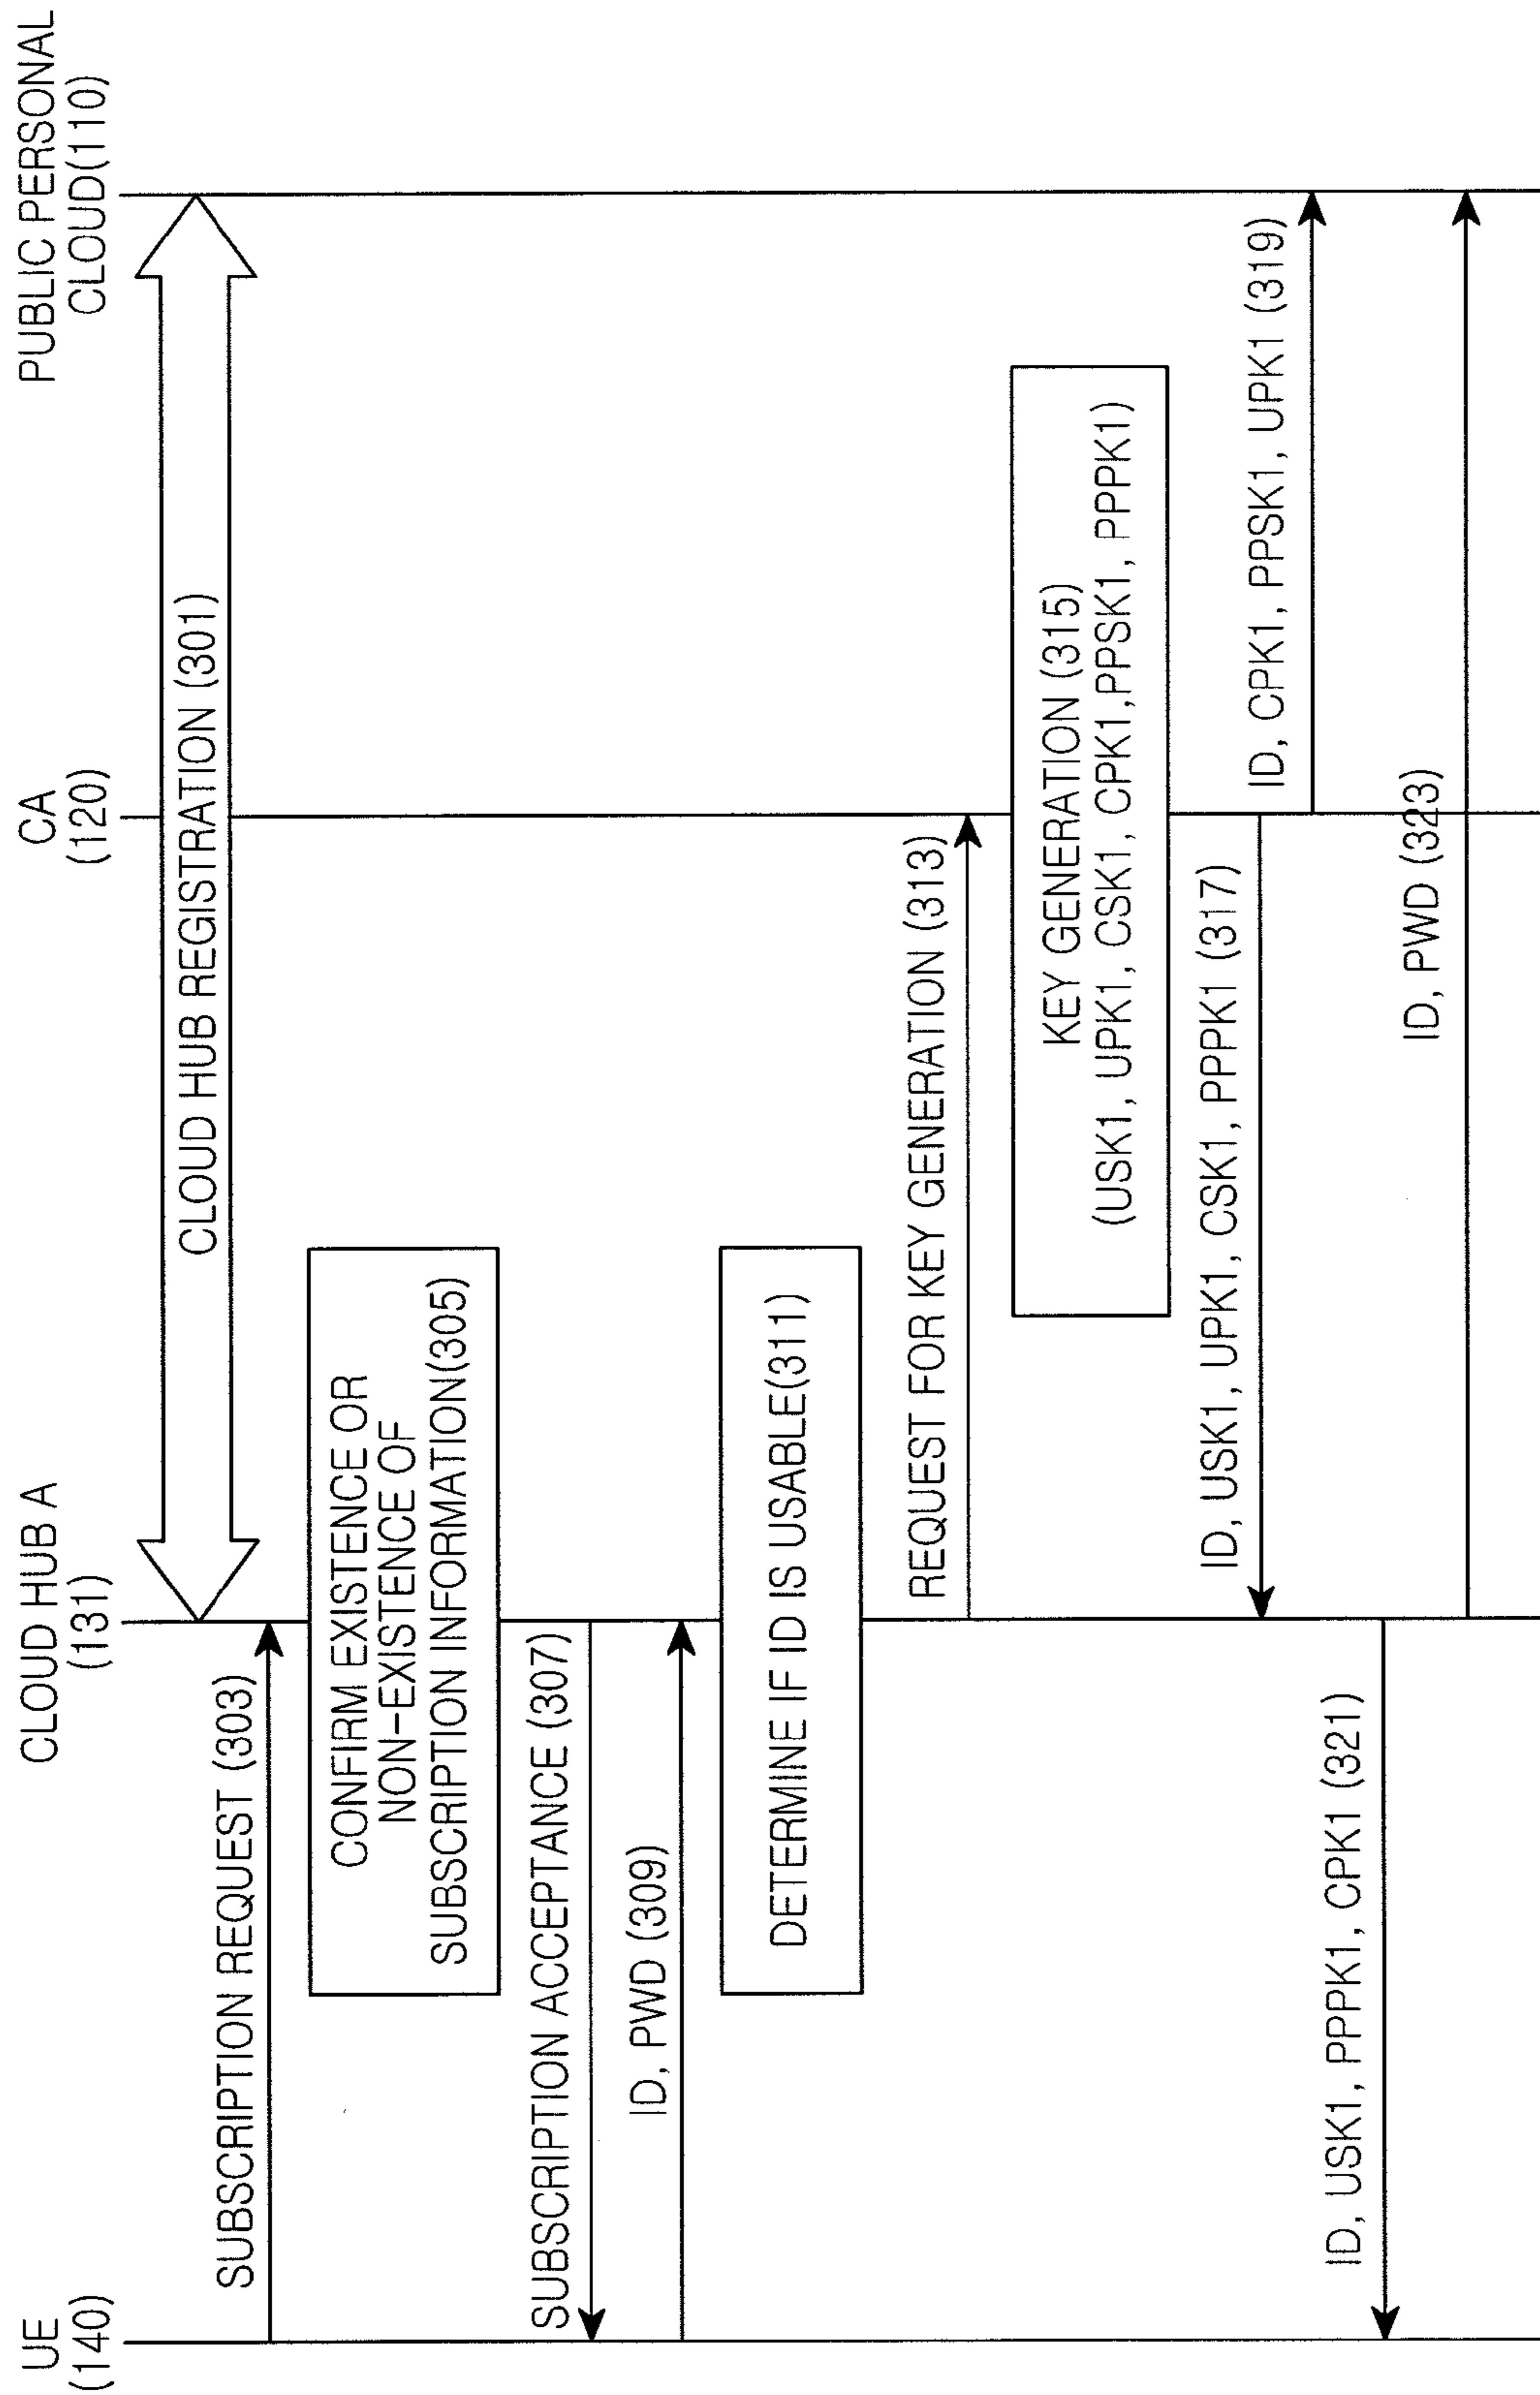 UE
(140)
CLOUD HUB A
(131)
CA
(120)
PUBLIC PERSONAL
CLOUD(110)
CLOUD HUB REGISTRATION (301)
SUBSCRIPTION REQUEST (303)
CONFIRM EXISTENCE OR
NON-EXISTENCE OF
SUBSCRIPTION INFORMATION(305)
SUBSCRIPTION ACCEPTANCE (307)
ID, PWD (309)
DETERMINE IF ID IS USABLE(311)
REQUEST FOR KEY GENERATION (313)
KEY GENERATION (315)
(USK1, UPK1, CSK1, CPK1,PPSK1, PPPK1)
ID, USK1, UPK1, CSK1, PPPK1 (317)
ID, CPK1, PPSK1, UPK1 (319)
ID, USK1, PPPK1, CPK1 (321)
ID, PWD (323)